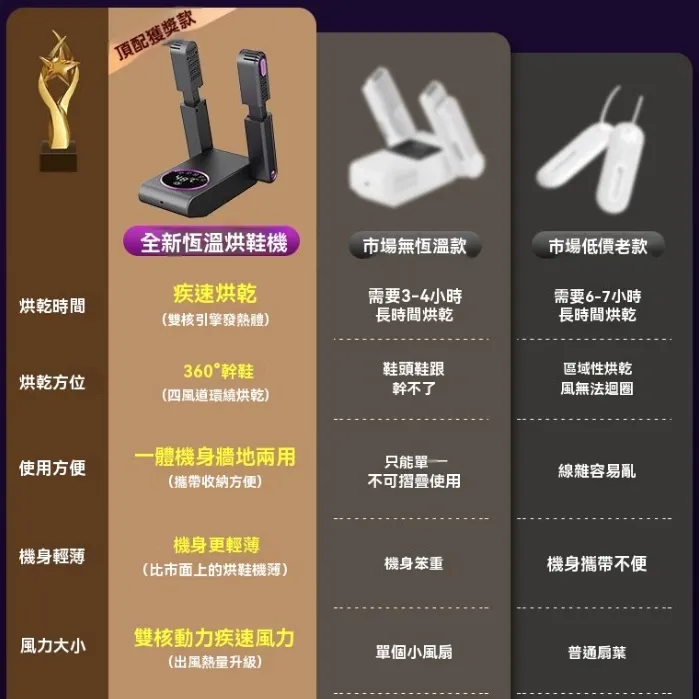 頂配獲獎款
48℃
全新恆溫烘鞋機
市場無恆溫款
市場低價老款
烘乾時間
疾速烘乾
(雙核引擎發熱體)
需要3-4小時
長時間烘乾
需要6-7小時
長時間烘乾
烘乾方位
360°幹鞋
(四風道環繞烘乾)
鞋頭鞋跟
幹不了
區域性烘乾
風無法迴圈
使用方便
一體機身牆地兩用
(攜帶收納方便)
只能單一
不可摺疊使用
線雜容易亂
機身輕薄
機身更輕薄
(比市面上的烘鞋機薄)
機身笨重
機身攜帶不便
風力大小
雙核動力疾速風力
(出風熱量升級)
單個小風扇
普通扇葉